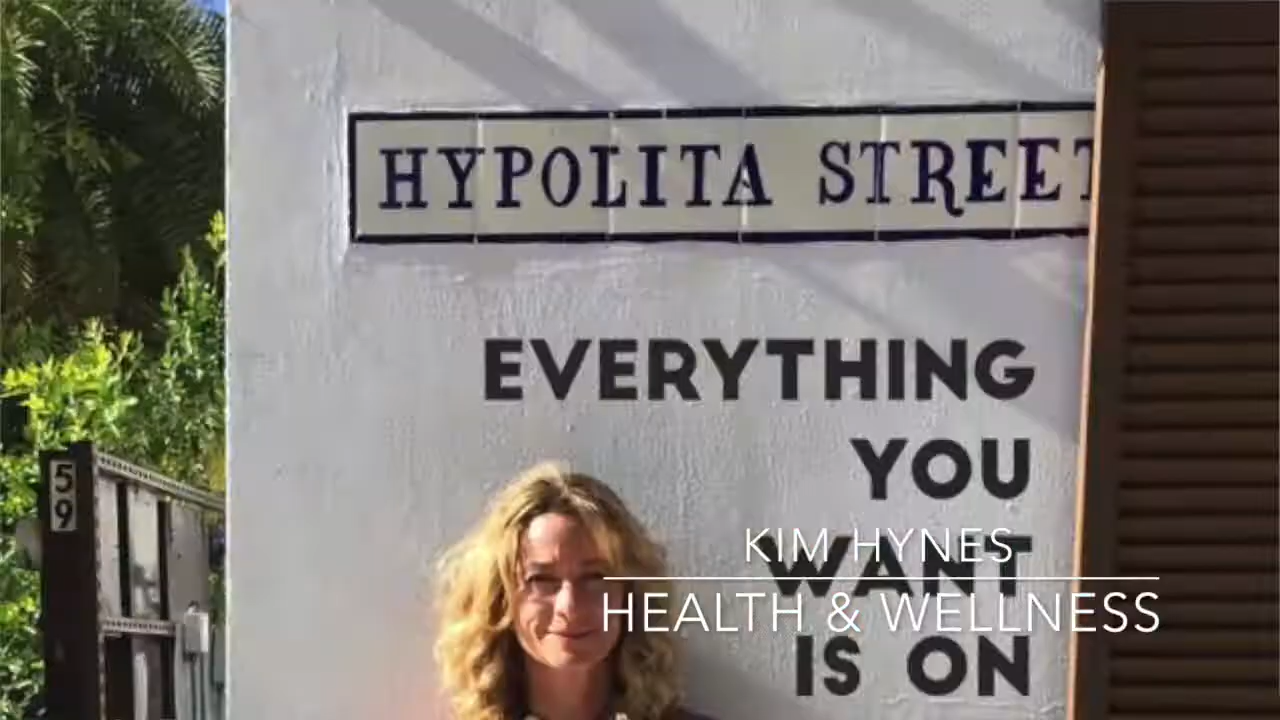 HYPOLITA STREET
EVERYTHING
YOU
WANT
IS ON
KIM HYNES
HEALTH & WELLNESS
59